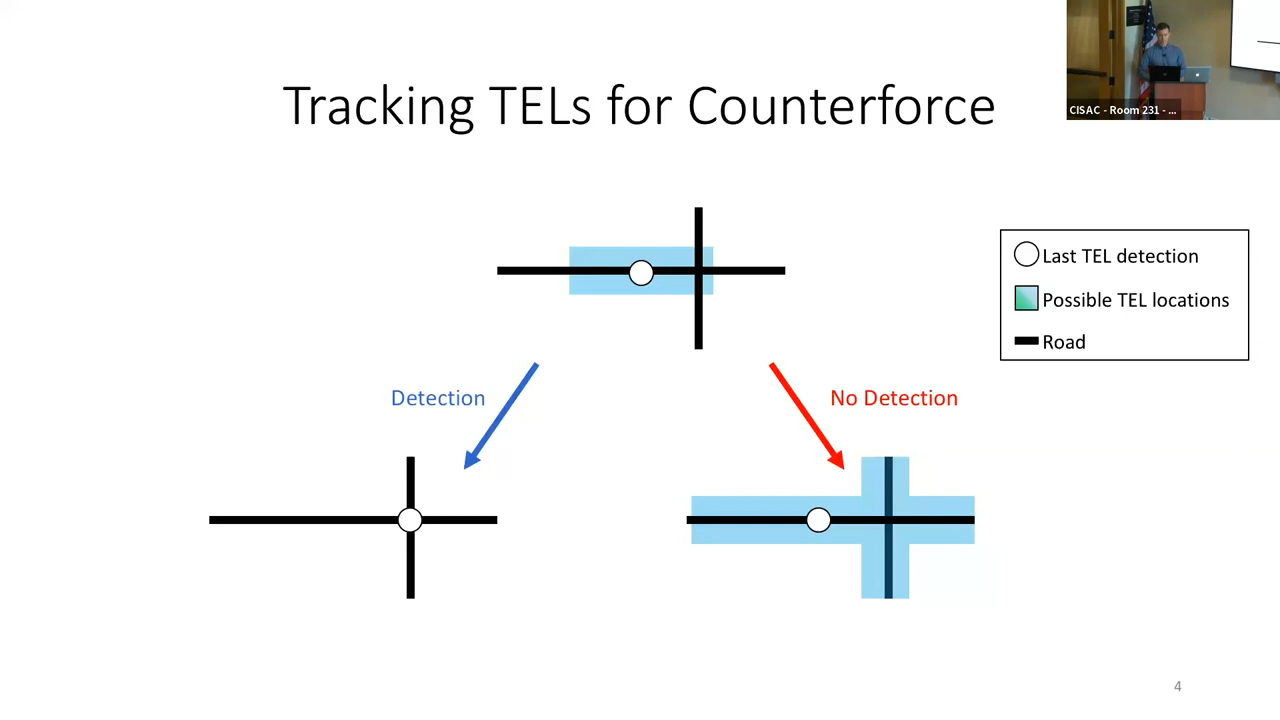 Tracking TELs for Counterforce
CISAC - Room 231 - ...
Last TEL detection
Possible TEL locations
Road
Detection
No Detection
4